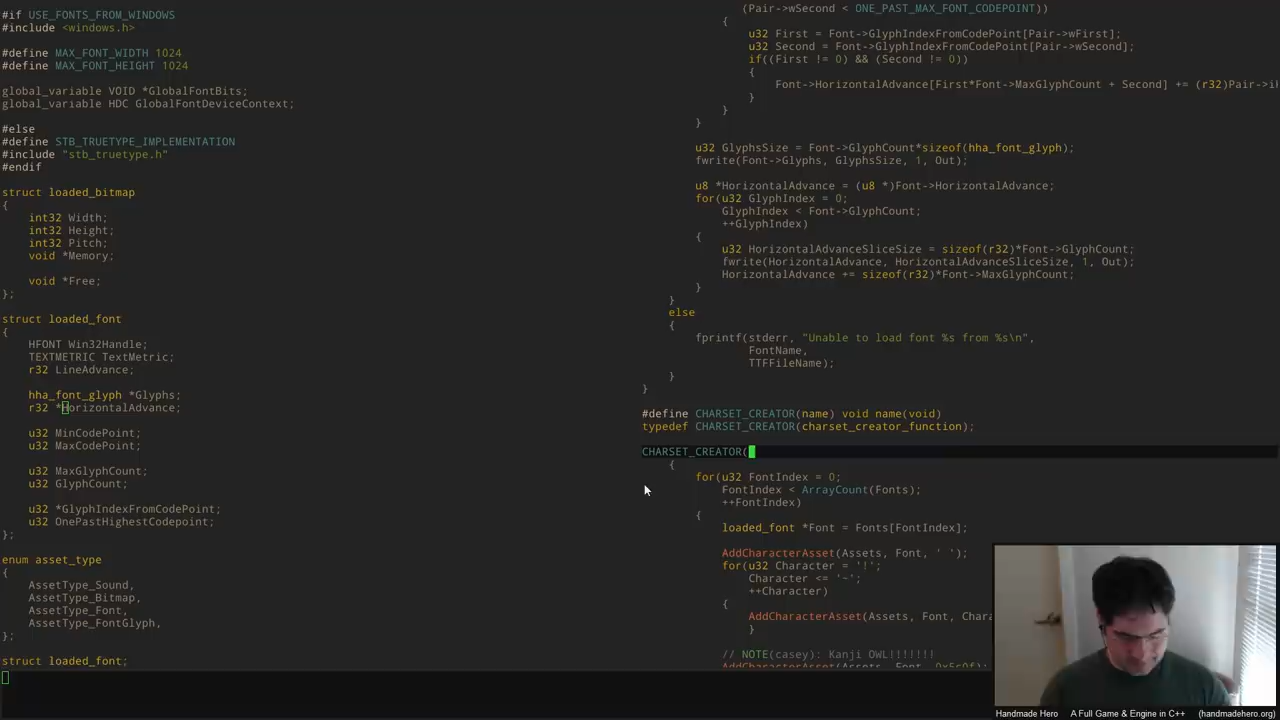 #if USE_FONTS_FROM_WINDOWS
#include <windows.h>
#define MAX_FONT_WIDTH 1024
#define MAX_FONT_HEIGHT 1024
global_variable VOID *GlobalFontBits;
global_variable HDC GlobalFontDeviceContext;
#else
#define STB_TRUETYPE_IMPLEMENTATION
#include "stb_truetype.h"
#endif
struct loaded_bitmap
{
int32 Width;
int32 Height;
int32 Pitch;
void *Memory;
void *Free;
};
struct loaded_font
{
HFONT Win32Handle;
TEXTMETRIC TextMetric;
r32 LineAdvance;
hha_font_glyph *Glyphs;
r32 *HorizontalAdvance;
u32 MinCodePoint;
u32 MaxCodePoint;
u32 MaxGlyphCount;
u32 GlyphCount;
u32 *GlyphIndexFromCodePoint;
u32 OnePastHighestCodepoint;
};
enum asset_type
{
AssetType_Sound,
AssetType_Bitmap,
AssetType_Font,
AssetType_FontGlyph,
};
struct loaded_font;
(Pair->wSecond < ONE_PAST_MAX_FONT_CODEPOINT))
{
u32 First = Font->GlyphIndexFromCodePoint[Pair->wFirst];
u32 Second = Font->GlyphIndexFromCodePoint[Pair->wSecond];
if((First != 0) && (Second != 0))
{
Font->HorizontalAdvance[First*Font->MaxGlyphCount + Second] += (r32)Pair->i
}
}
}
u32 GlyphsSize = Font->GlyphCount*sizeof(hha_font_glyph);
fwrite(Font->Glyphs, GlyphsSize, 1, Out);
u8 *HorizontalAdvance = (u8 *)Font->HorizontalAdvance;
for(u32 GlyphIndex = 0;
GlyphIndex < Font->GlyphCount;
++GlyphIndex)
{
u32 HorizontalAdvanceSliceSize = sizeof(r32)*Font->GlyphCount;
fwrite(HorizontalAdvance, HorizontalAdvanceSliceSize, 1, Out);
HorizontalAdvance += sizeof(r32)*Font->MaxGlyphCount;
}
}
else
{
fprintf(stderr, "Unable to load font %s from %s\n",
FontName,
TTFFileName);
}
}
#define CHARSET_CREATOR(name) void name(void)
typedef CHARSET_CREATOR(charset_creator_function);
CHARSET_CREATOR(
{
for(u32 FontIndex = 0;
FontIndex < ArrayCount(Fonts);
++FontIndex)
{
loaded_font *Font = Fonts[FontIndex];
AddCharacterAsset(Assets, Font, ' ');
for(u32 Character = '!';
Character <= '~';
++Character)
{
AddCharacterAsset(Assets, Font, Chara
}
// NOTE(casey): Kanji OWL!!!!!!!
AddCharacterAsset(Assets, Font, 0x5c0f);
Handmade Hero A Full Game & Engine in C++ (handmadehero.org)